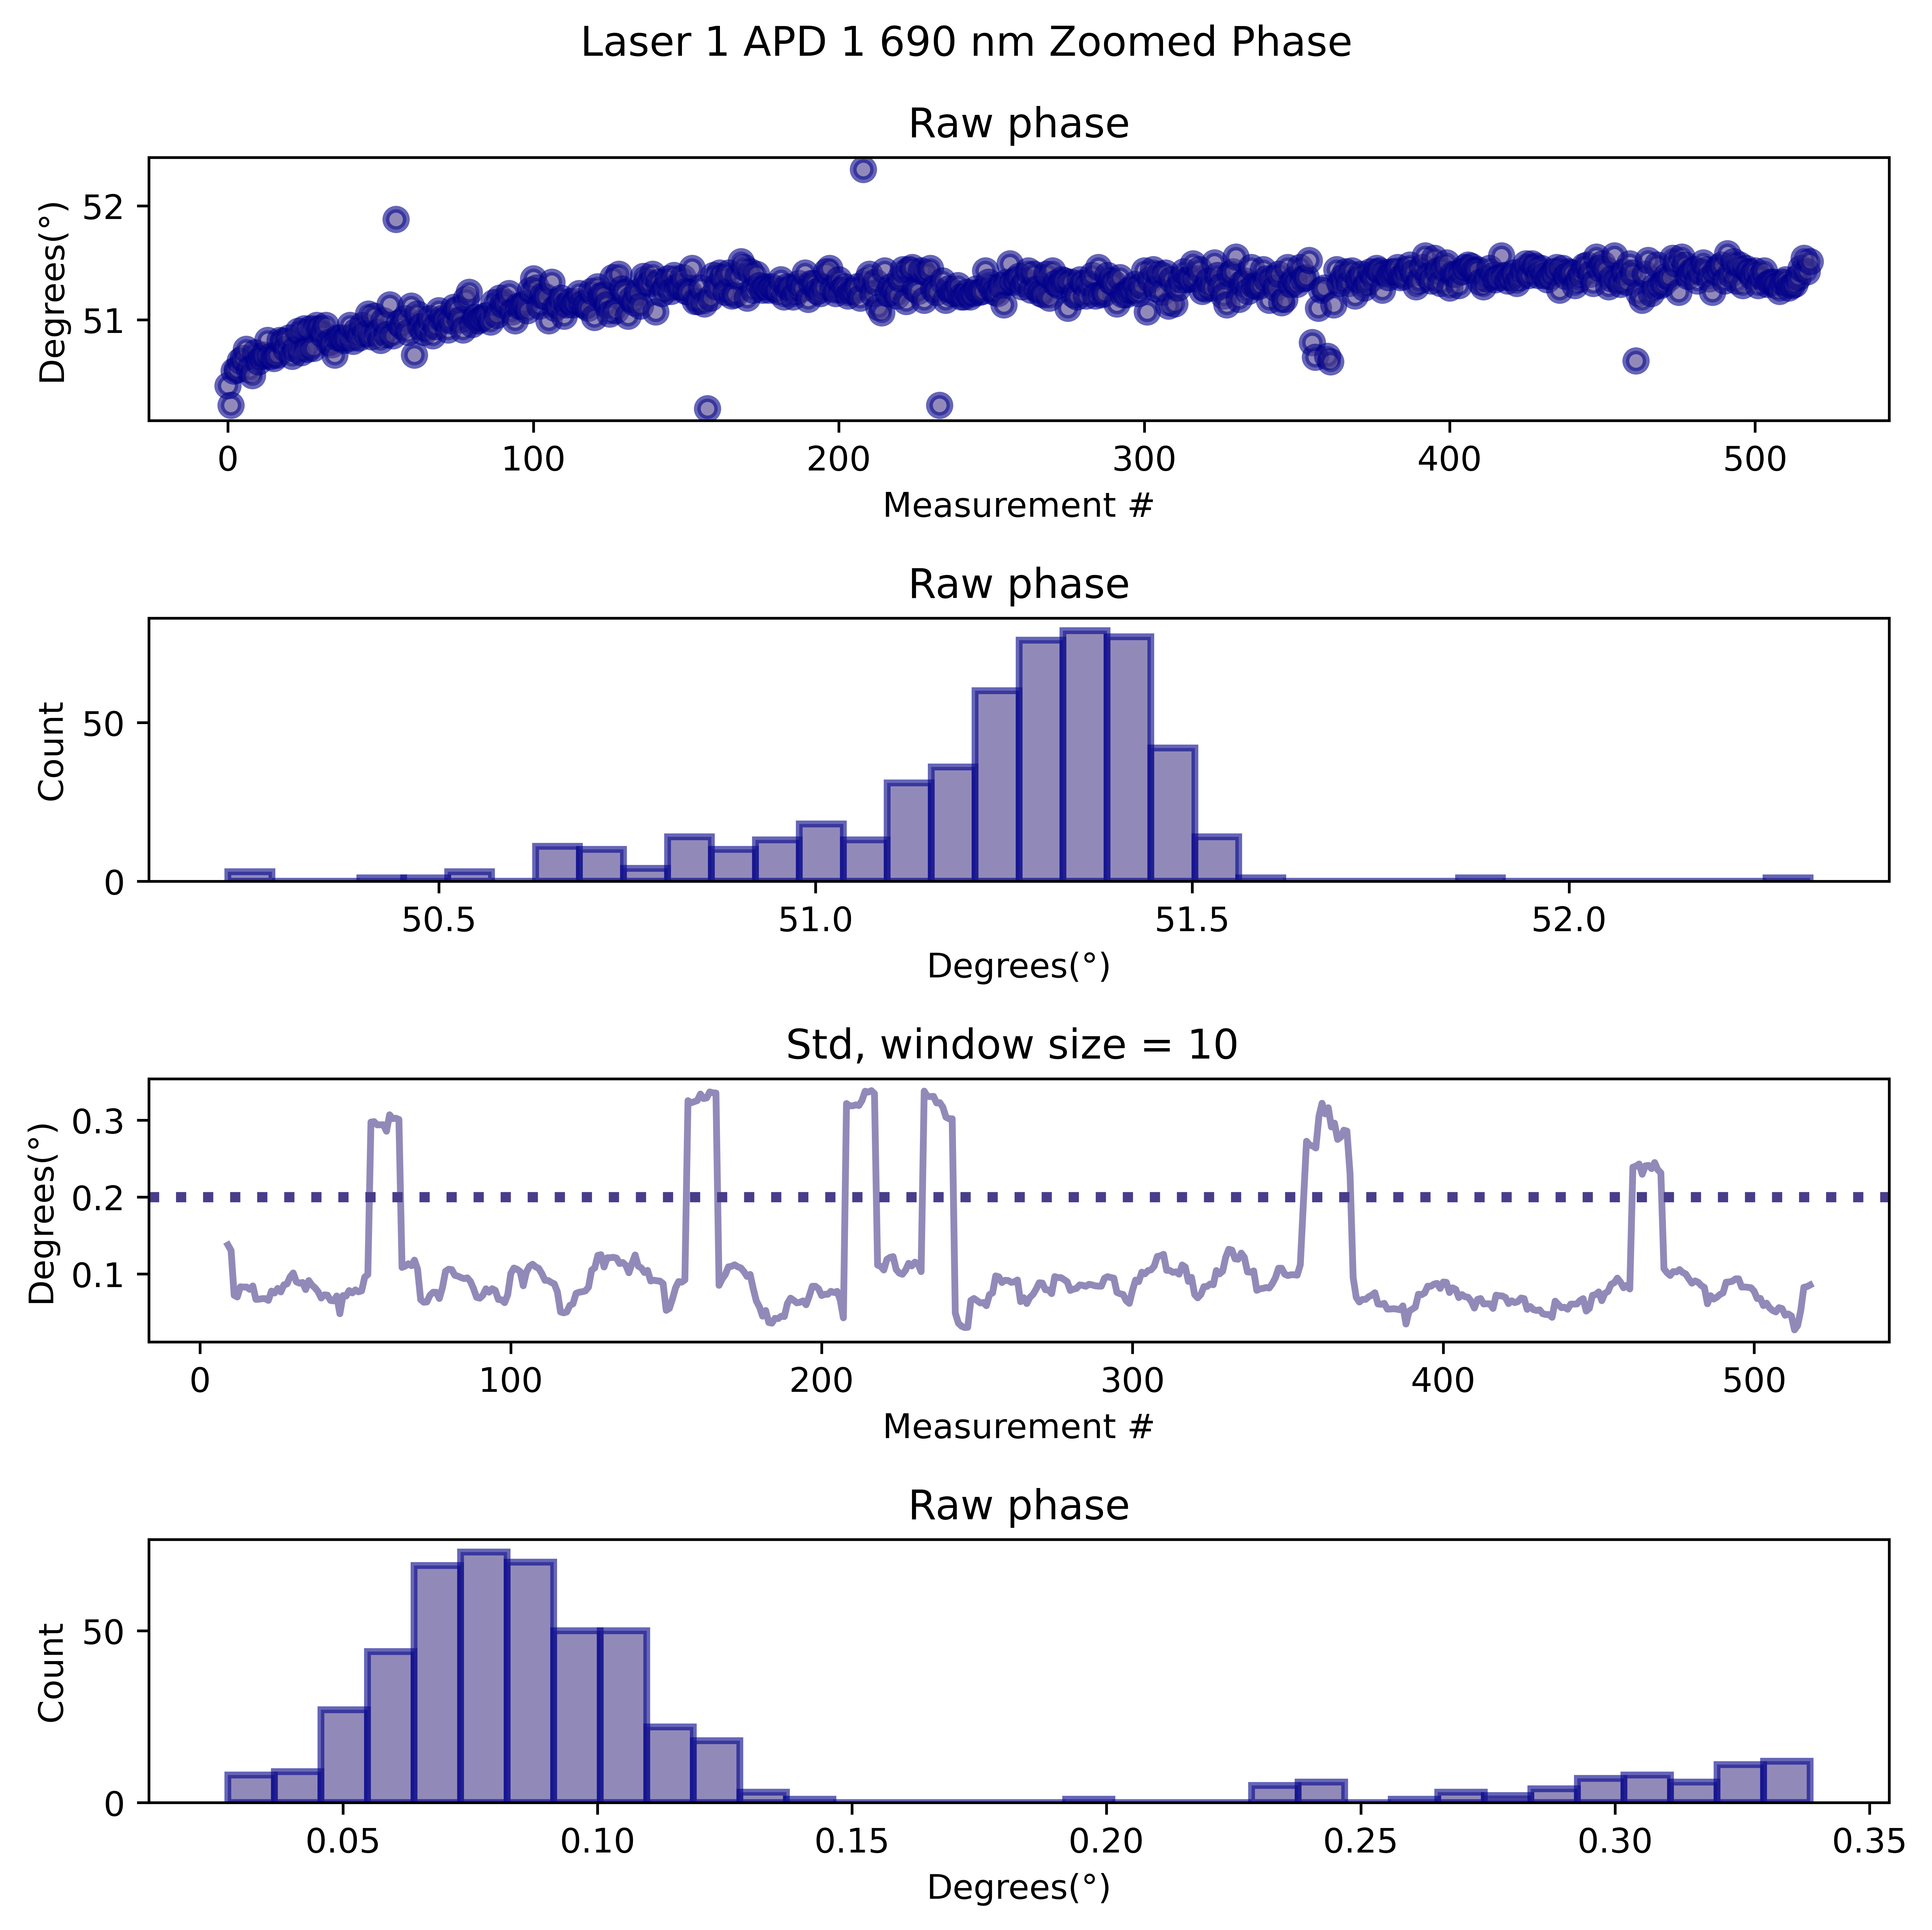 Laser 1 APD 1 690 nm Zoomed Phase
Raw phase
Degrees(°)
52
51
0 100 200 300 400 500
Measurement #
Raw phase
Count
50
0
50.5 51.0 51.5 52.0
Degrees(°)
Std, window size = 10
Degrees(°)
0.3
0.2
0.1
0 100 200 300 400 500
Measurement #
Raw phase
Count
50
0
0.05 0.10 0.15 0.20 0.25 0.30 0.35
Degrees(°)